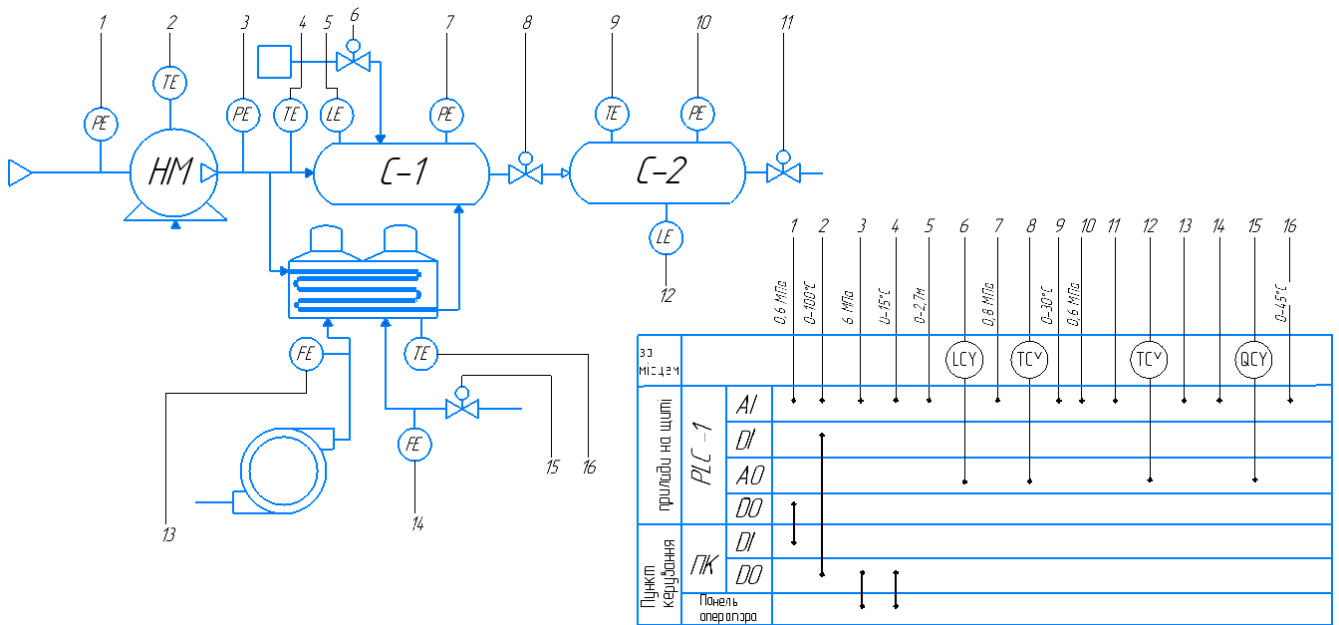 1 2 3 4 5 6 7 8 9 10 11
TE
PE PE TE LE PE TE PE
НМ С-1 С-2
LE
12
FE TE
FE
13 14 15 16
1 2 3 4 5 6 7 8 9 10 11 12 13 14 15 16
0,6 МПа 0-100°C 6 МПа 0-15°C 0-2,7м 0,8 МПа 0-30°C 0,6 МПа 0-45°C
за місцем LCY TCY TCY QCY
прилади на щиті
PLC-1
AI
DI
AO
DO
Пункт керування
ПК
DI
DO
Панель
оператора